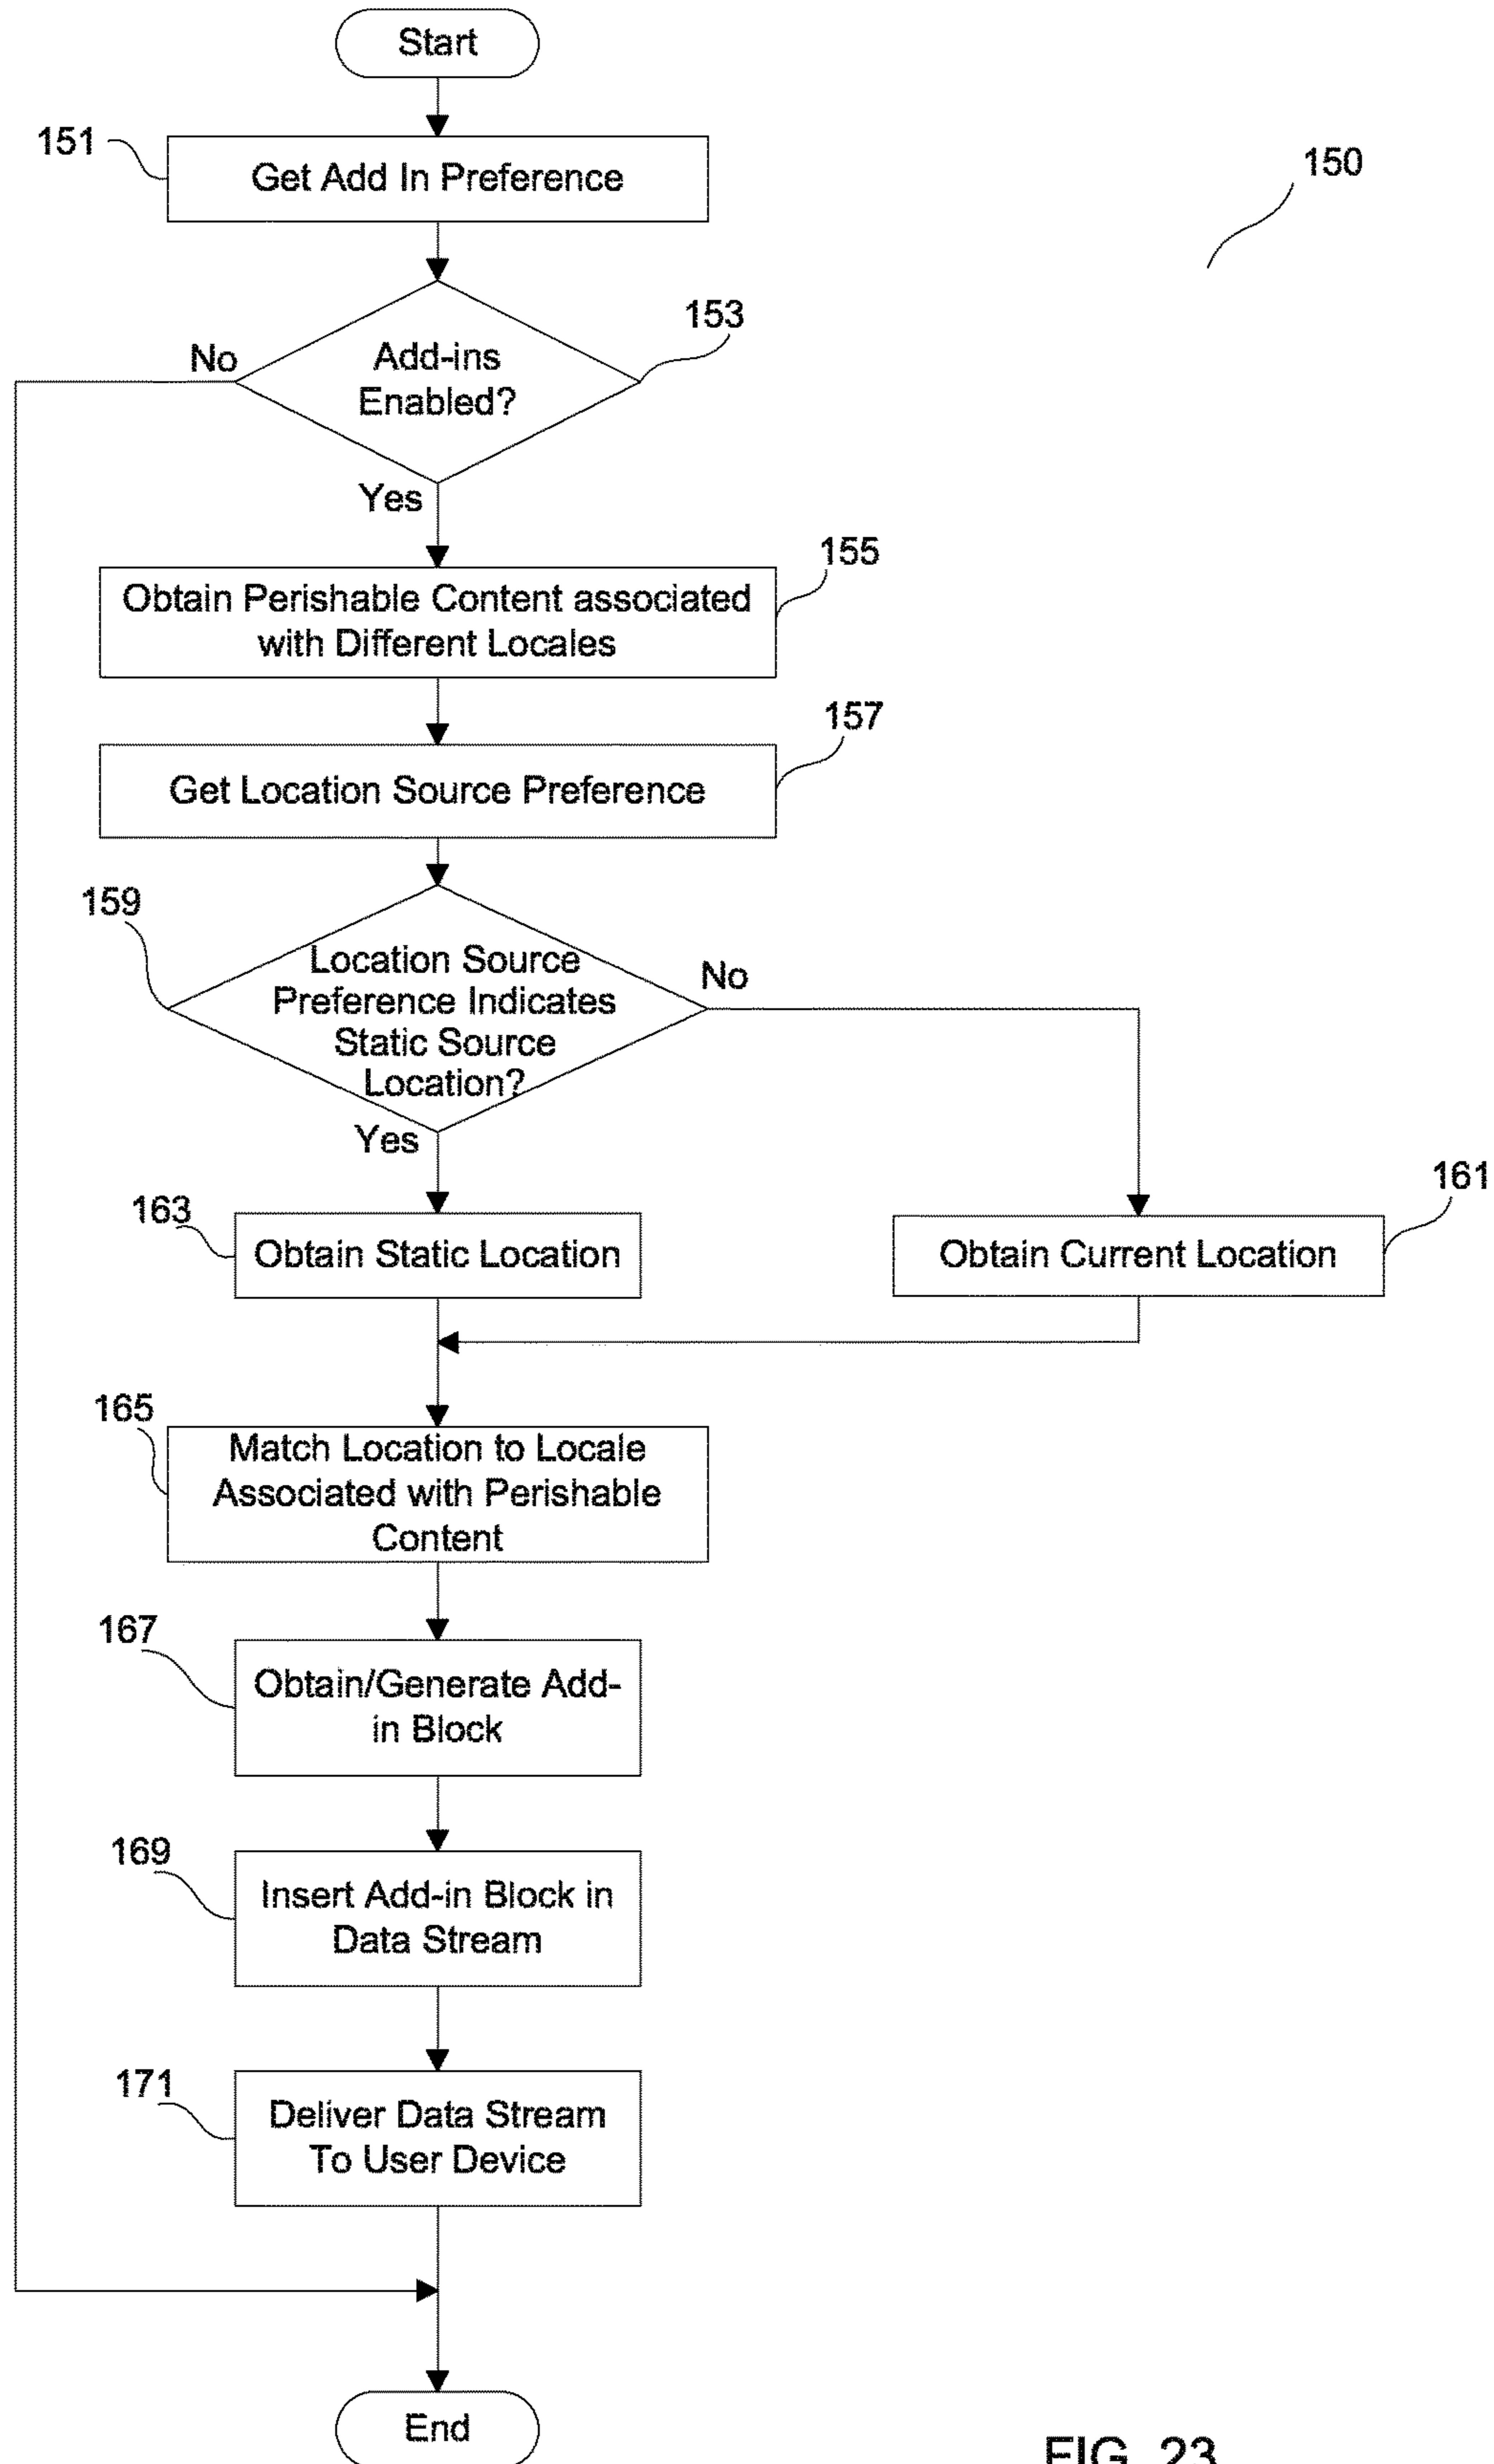 Start
151
Get Add In Preference
150
153
Add-ins
Enabled?
No
Yes
155
Obtain Perishable Content associated
with Different Locales
157
Get Location Source Preference
159
Location Source
Preference Indicates
Static Source
Location?
No
Yes
163
Obtain Static Location
161
Obtain Current Location
165
Match Location to Locale
Associated with Perishable
Content
167
Obtain/Generate Add-
in Block
169
Insert Add-in Block in
Data Stream
171
Deliver Data Stream
To User Device
End
FIG. 23